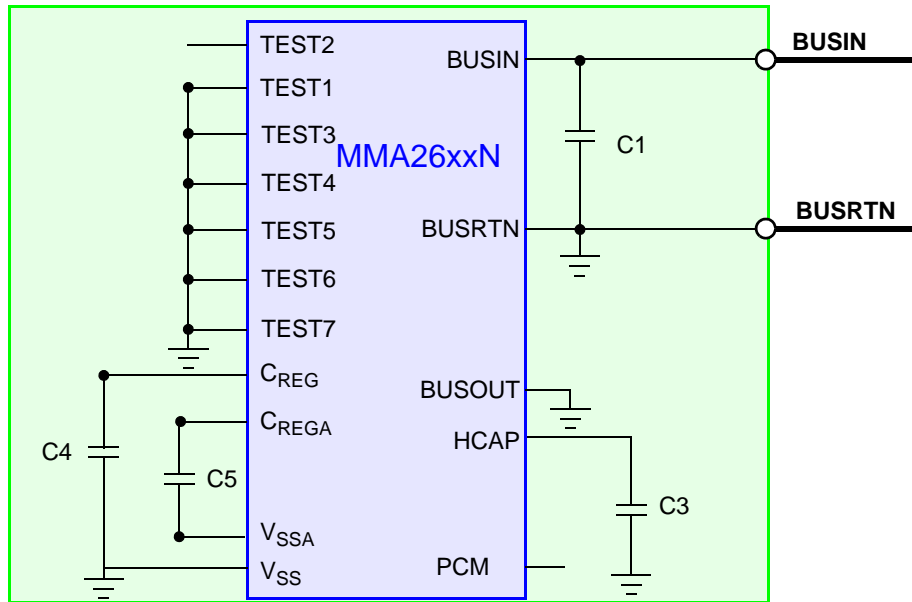 TEST2
TEST1
TEST3
TEST4
TEST5
TEST6
TEST7
CREG
CREGA
VSSA
VSS
C4
C5
MMA26xxN
BUSIN
BUSRTN
BUSOUT
HCAP
PCM
C1
C3
BUSIN
BUSRTN